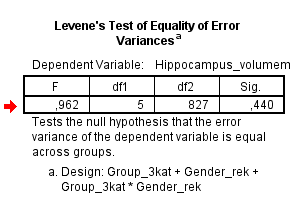 Levene's Test of Equality of Error
Variances a
Dependent Variable: Hippocampus_volumem
F df1 df2 Sig.
,962 5 827 ,440
Tests the null hypothesis that the error
variance of the dependent variable is equal
across groups.
a. Design: Group_3kat + Gender_rek +
Group_3kat * Gender_rek